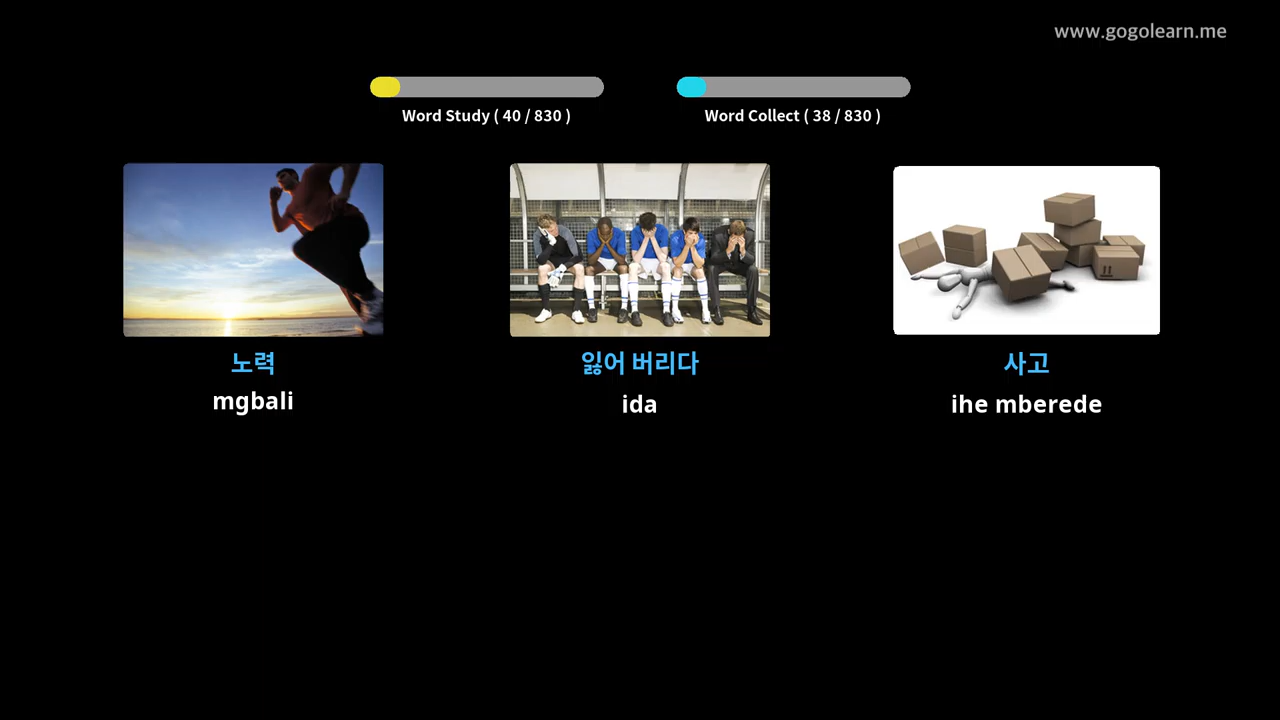 www.gogolearn.me
Word Study ( 40 / 830 )
Word Collect ( 38 / 830 )
노력
mgbali
잃어 버리다
ida
사고
ihe mberede